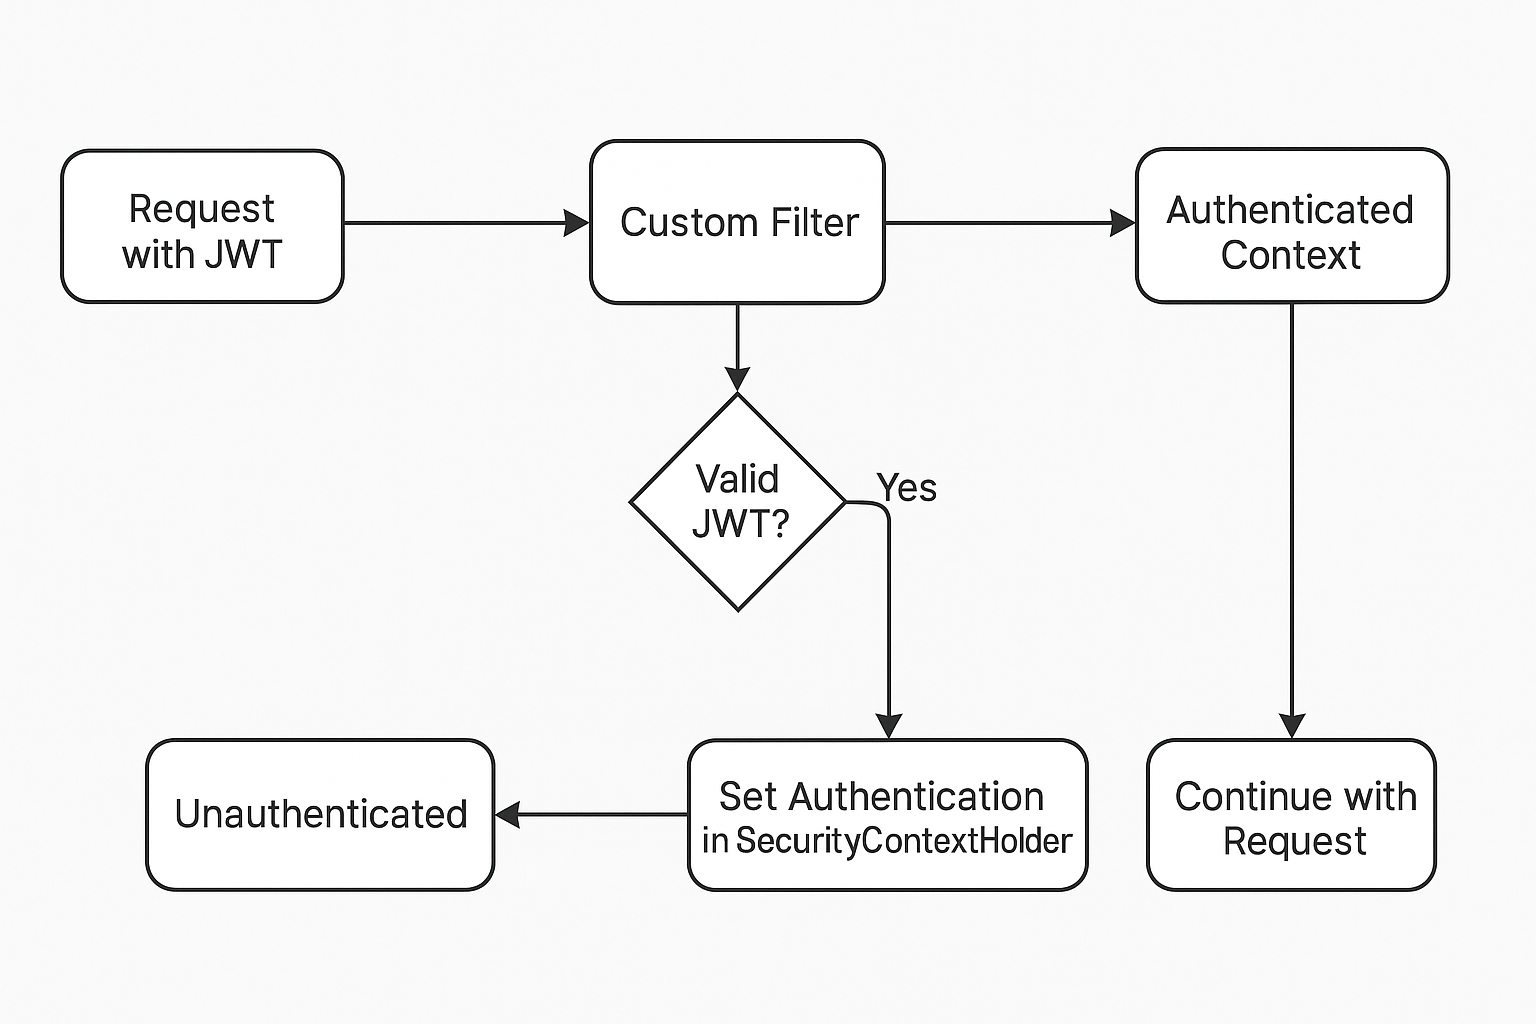 Request
with JWT
Custom Filter
Authenticated
Context
Valid
JWT?
Yes
Unauthenticated
Set Authentication
in SecurityContextHolder
Continue with
Request